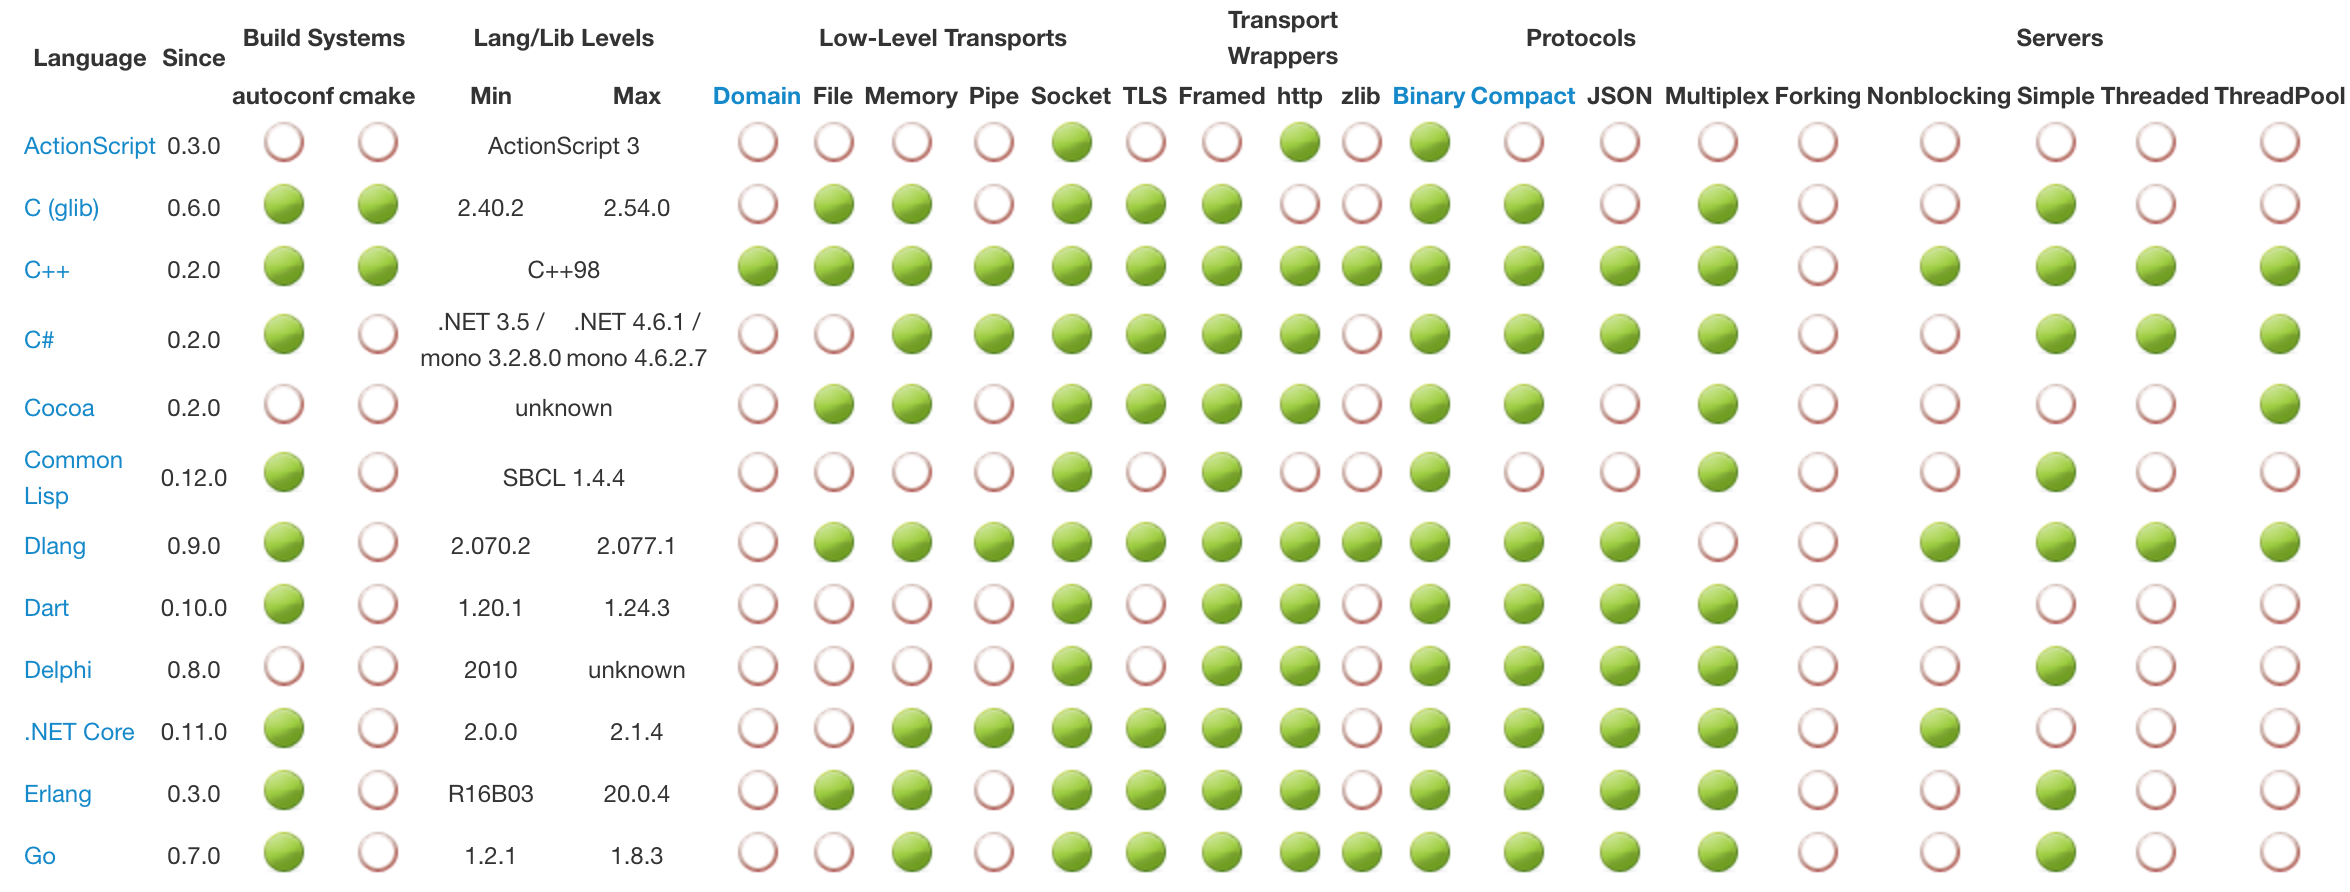 Language Since Build Systems Lang/Lib Levels Low-Level Transports Transport Wrappers Protocols Servers
autoconf cmake Min Max Domain File Memory Pipe Socket TLS Framed http zlib Binary Compact JSON Multiplex Forking Nonblocking Simple Threaded ThreadPool
ActionScript 0.3.0 ActionScript 3
C (glib) 0.6.0 2.40.2 2.54.0
C++ 0.2.0 C++98
C# 0.2.0 .NET 3.5 / mono 3.2.8.0 .NET 4.6.1 / mono 4.6.2.7
Cocoa 0.2.0 unknown
Common Lisp 0.12.0 SBCL 1.4.4
Dlang 0.9.0 2.070.2 2.077.1
Dart 0.10.0 1.20.1 1.24.3
Delphi 0.8.0 2010 unknown
.NET Core 0.11.0 2.0.0 2.1.4
Erlang 0.3.0 R16B03 20.0.4
Go 0.7.0 1.2.1 1.8.3